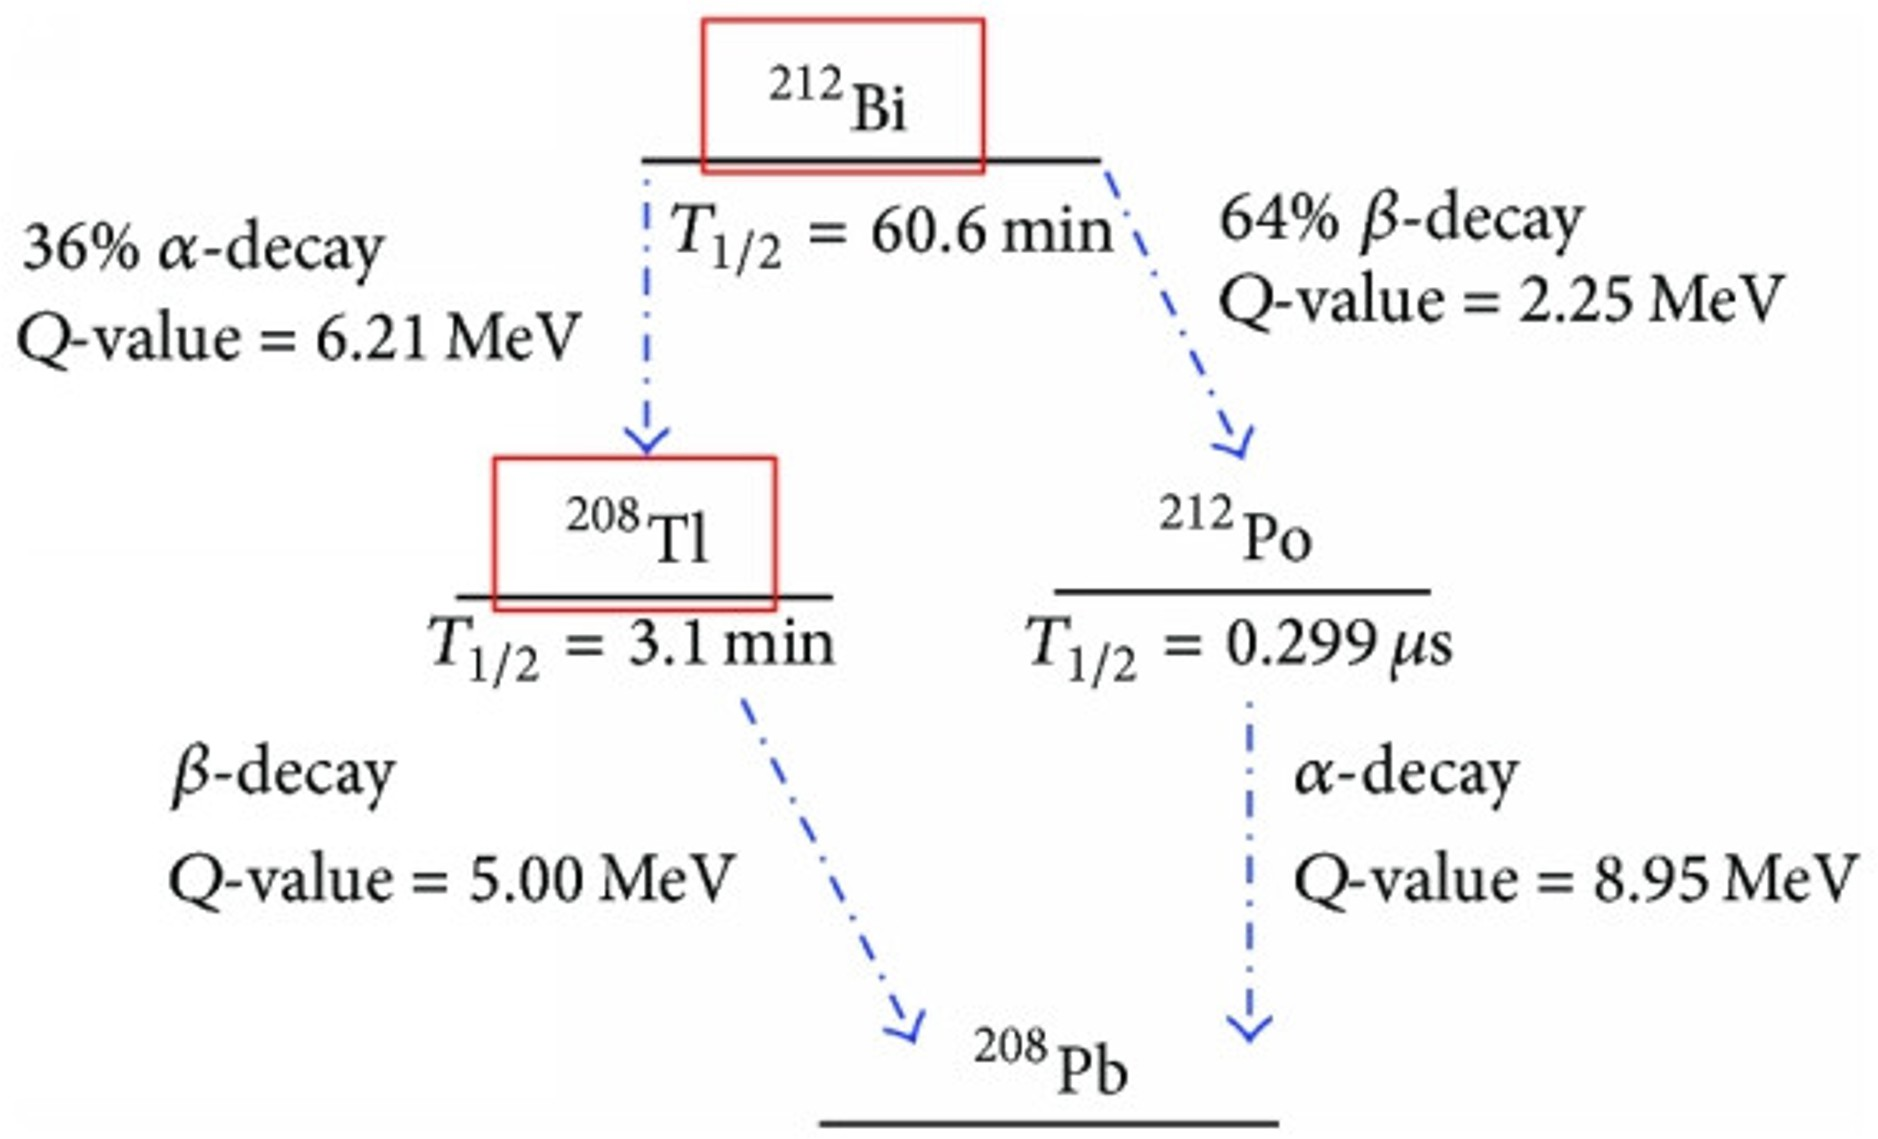 ²¹²Bi
T₁/₂ = 60.6 min
36% α-decay
Q-value = 6.21 MeV
64% β-decay
Q-value = 2.25 MeV
²⁰⁸Tl
T₁/₂ = 3.1 min
²¹²Po
T₁/₂ = 0.299 μs
β-decay
Q-value = 5.00 MeV
α-decay
Q-value = 8.95 MeV
²⁰⁸Pb